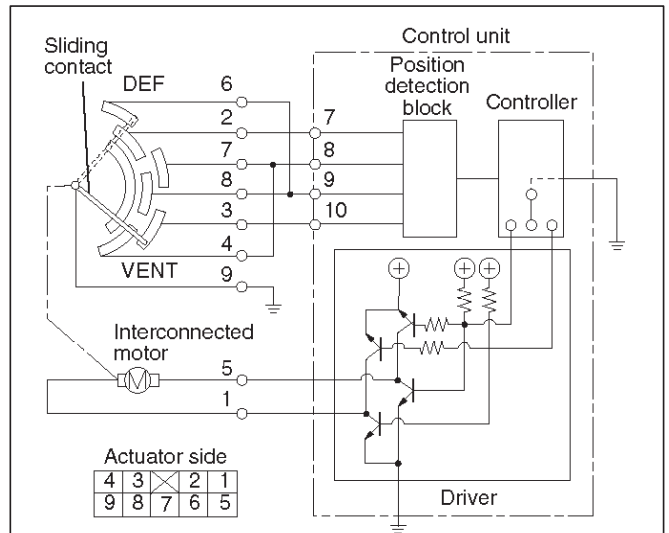 Control unit
Sliding
contact
DEF
VENT
6
2
7
8
3
4
9
7
8
9
10
Position
detection
block
Controller
Interconnected
motor
M
5
1
+
+ +
Driver
Actuator side
4 3 2 1
9 8 7 6 5